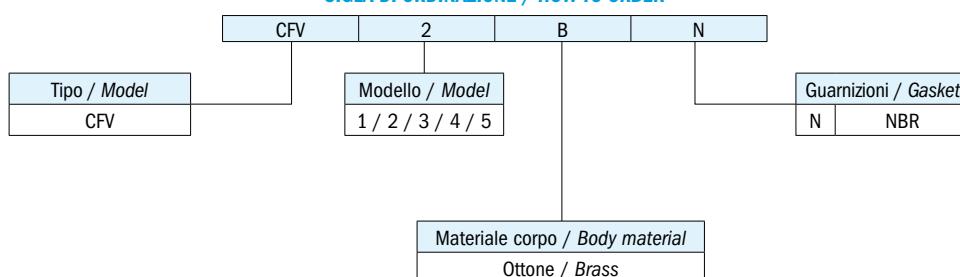 SIGLA DI ORDINAZIONE / HOW TO ORDER
CFV 2 B N
Tipo / Model
CFV
Modello / Model
1 / 2 / 3 / 4 / 5
Guarnizioni / Gasket
N NBR
Materiale corpo / Body material
Ottone / Brass